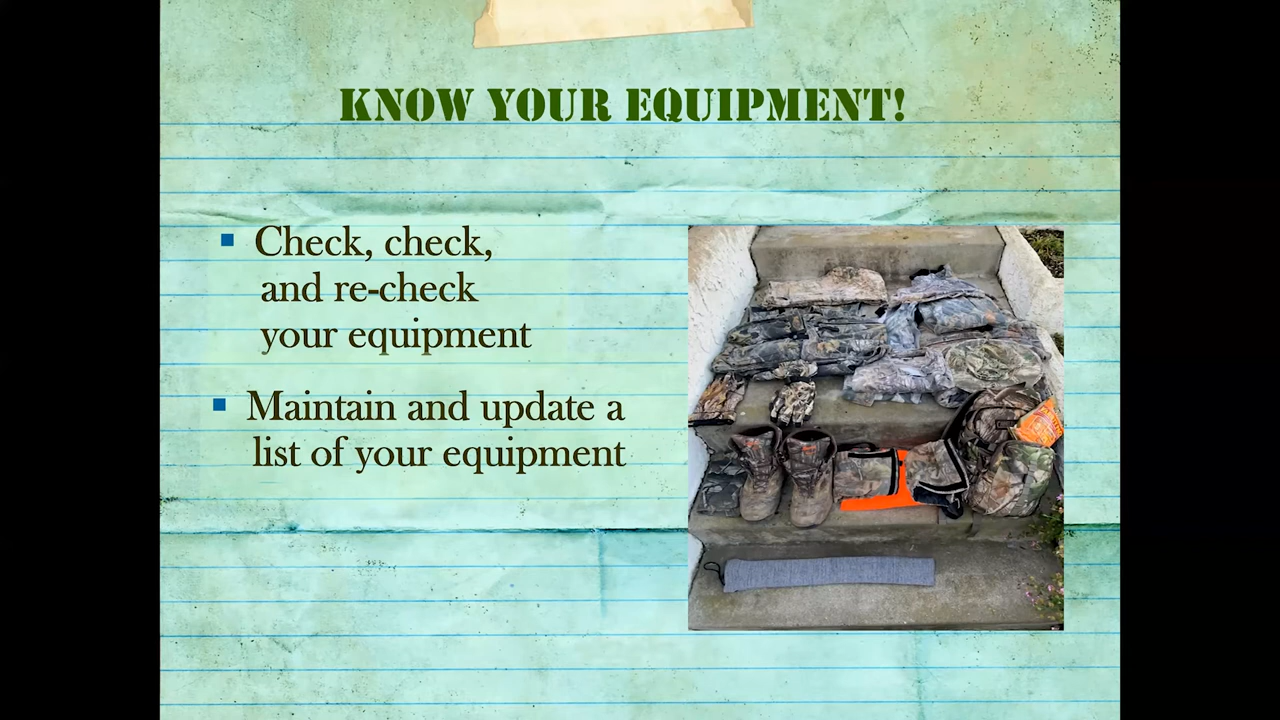 KNOW YOUR EQUIPMENT!
Check, check,
and re-check
your equipment
Maintain and update a
list of your equipment